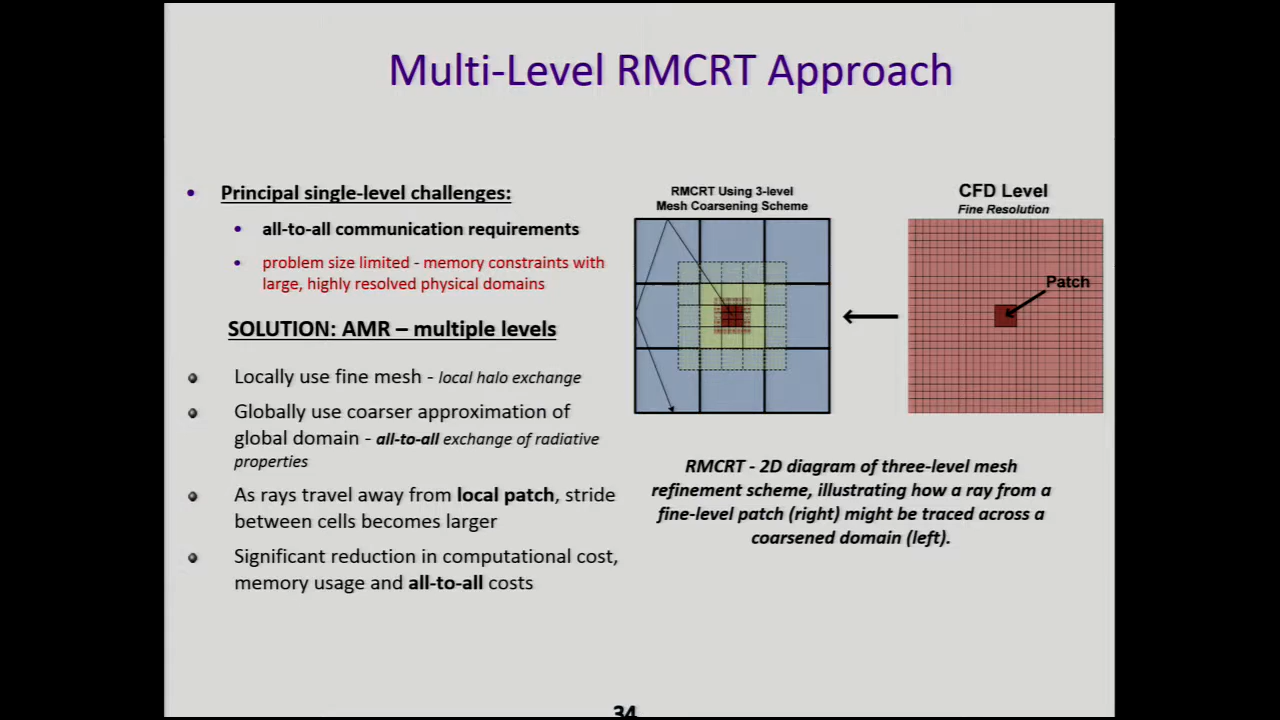 Multi-Level RMCRT Approach
• Principal single-level challenges:
• all-to-all communication requirements
• problem size limited - memory constraints with
large, highly resolved physical domains
SOLUTION: AMR – multiple levels
Locally use fine mesh - local halo exchange
Globally use coarser approximation of
global domain - all-to-all exchange of radiative
properties
As rays travel away from local patch, stride
between cells becomes larger
Significant reduction in computational cost,
memory usage and all-to-all costs
RMCRT Using 3-level
Mesh Coarsening Scheme
CFD Level
Fine Resolution
Patch
RMCRT - 2D diagram of three-level mesh
refinement scheme, illustrating how a ray from a
fine-level patch (right) might be traced across a
coarsened domain (left).
34